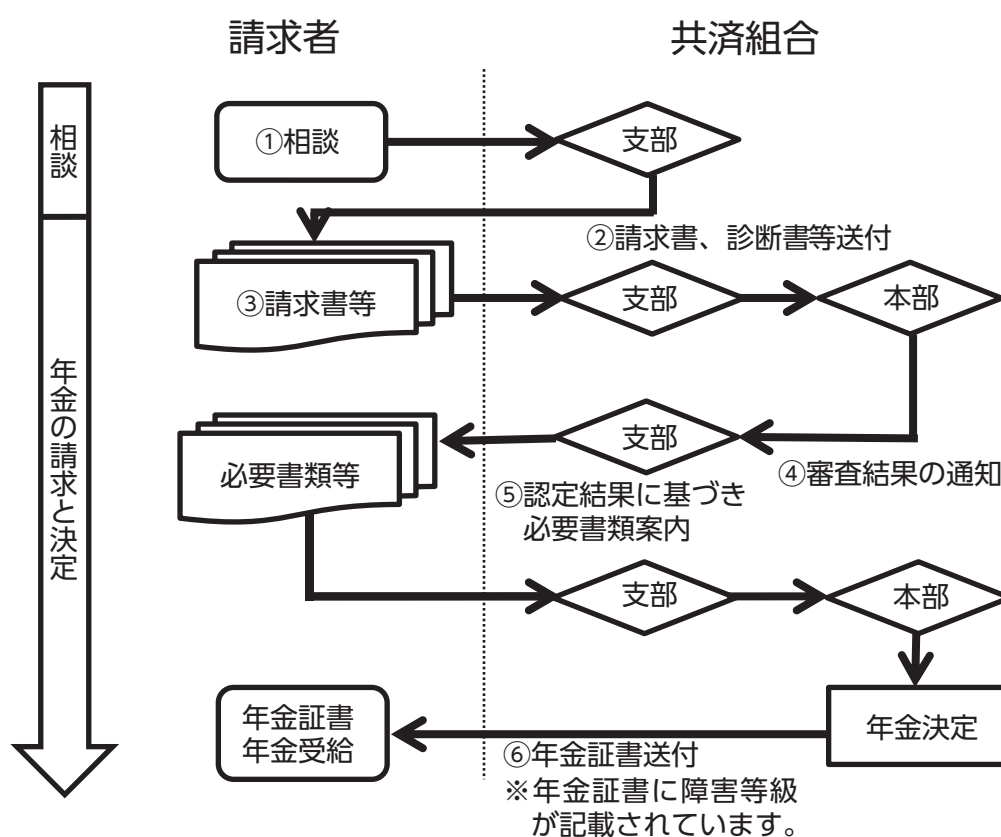 請求者
共済組合
相談
①相談
支部
②請求書、診断書等送付
③請求書等
支部
本部
年金の請求と決定
支部
必要書類等
④審査結果の通知
⑤認定結果に基づき
必要書類案内
支部
本部
年金証書
年金受給
年金決定
⑥年金証書送付
※年金証書に障害等級
が記載されています。